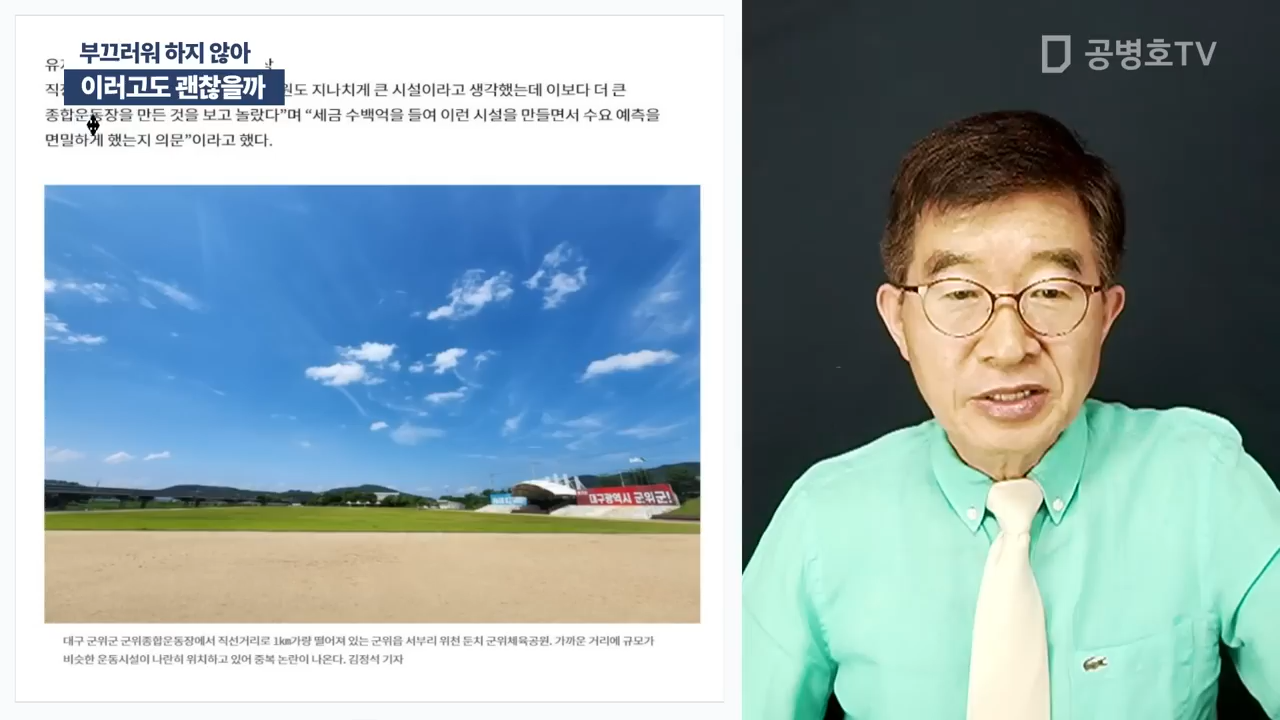 부끄러워 하지 않아
이러고도 괜찮을까
공병호TV
도 지나치게 큰 시설이라고 생각했는데 이보다 더 큰
종합운동장을 만든 것을 보고 놀랐다”며 “세금 수백억을 들여 이런 시설을 만들면서 수요 예측을
면밀하게 했는지 의문”이라고 했다.
대구광역시 군위군!
대구 군위군 군위종합운동장에서 직선거리로 1km가량 떨어져 있는 군위읍 서부리 위천 둔치 군위체육공원. 가까운 거리에 규모가
비슷한 운동시설이 나란히 위치하고 있어 중복 논란이 나온다. 김정석 기자